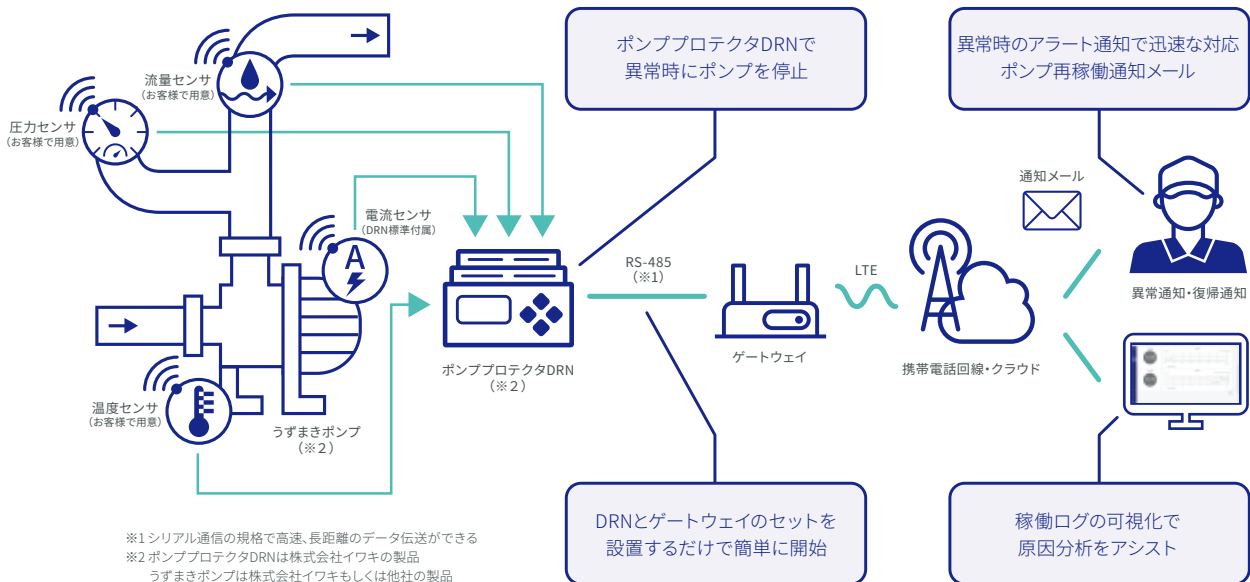 ポンププロテクタDRNで
異常時にポンプを停止
異常時のアラート通知で迅速な対応
ポンプ再稼働通知メール
流量センサ
(お客様で用意)
圧力センサ
(お客様で用意)
電流センサ
(DRN標準付属)
A
温度センサ
(お客様で用意)
うずまきポンプ
(※2)
ポンププロテクタDRN
(※2)
RS-485
(※1)
ゲートウェイ
LTE
携帯電話回線・クラウド
通知メール
異常通知・復帰通知
DRNとゲートウェイのセットを
設置するだけで簡単に開始
稼働ログの可視化で
原因分析をアシスト
※1 シリアル通信の規格で高速、長距離のデータ伝送ができる
※2 ポンププロテクタDRNは株式会社イワキの製品
うずまきポンプは株式会社イワキもしくは他社の製品